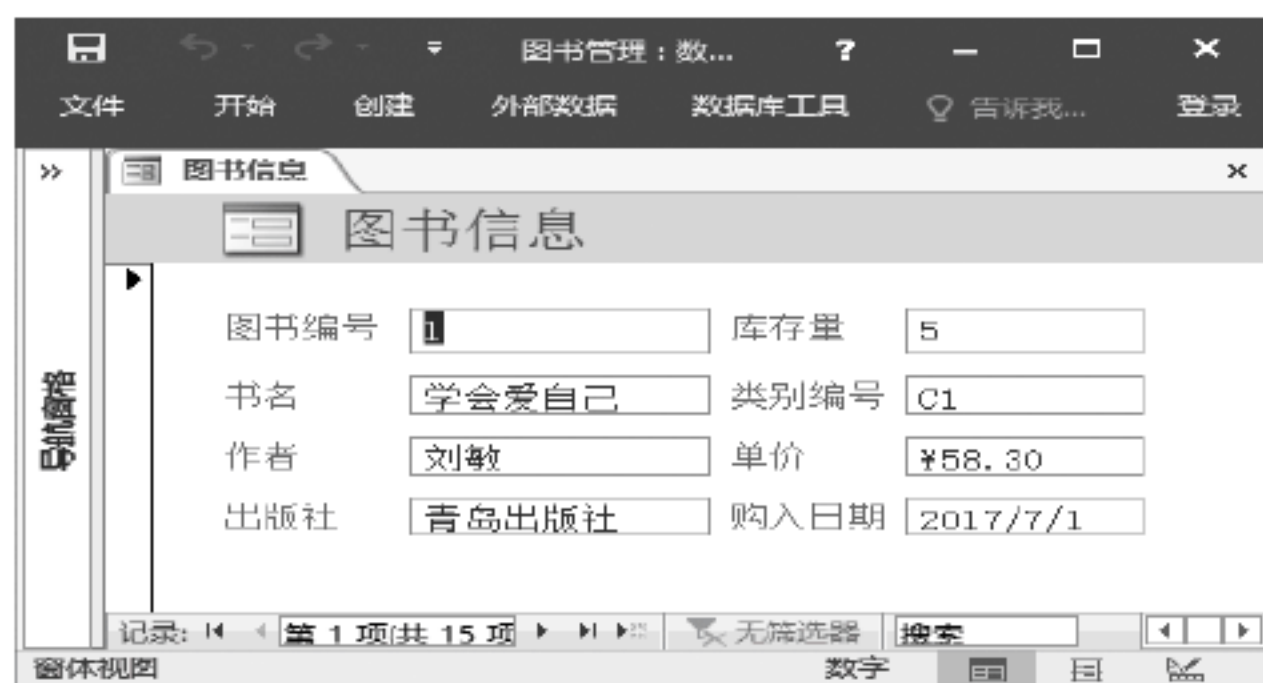 图书管理：数... ? — □ ×
文件 开始 创建 外部数据 数据库工具 告诉我... 登录
>> 图书信息 ×
图书信息
图书编号 1 库存量 5
书名 学会爱自己 类别编号 C1
作者 刘敏 单价 ¥58.30
出版社 青岛出版社 购入日期 2017/7/1
导航窗格
记录: 第 1 项(共 15 项 无筛选器 搜索
窗体视图 数字